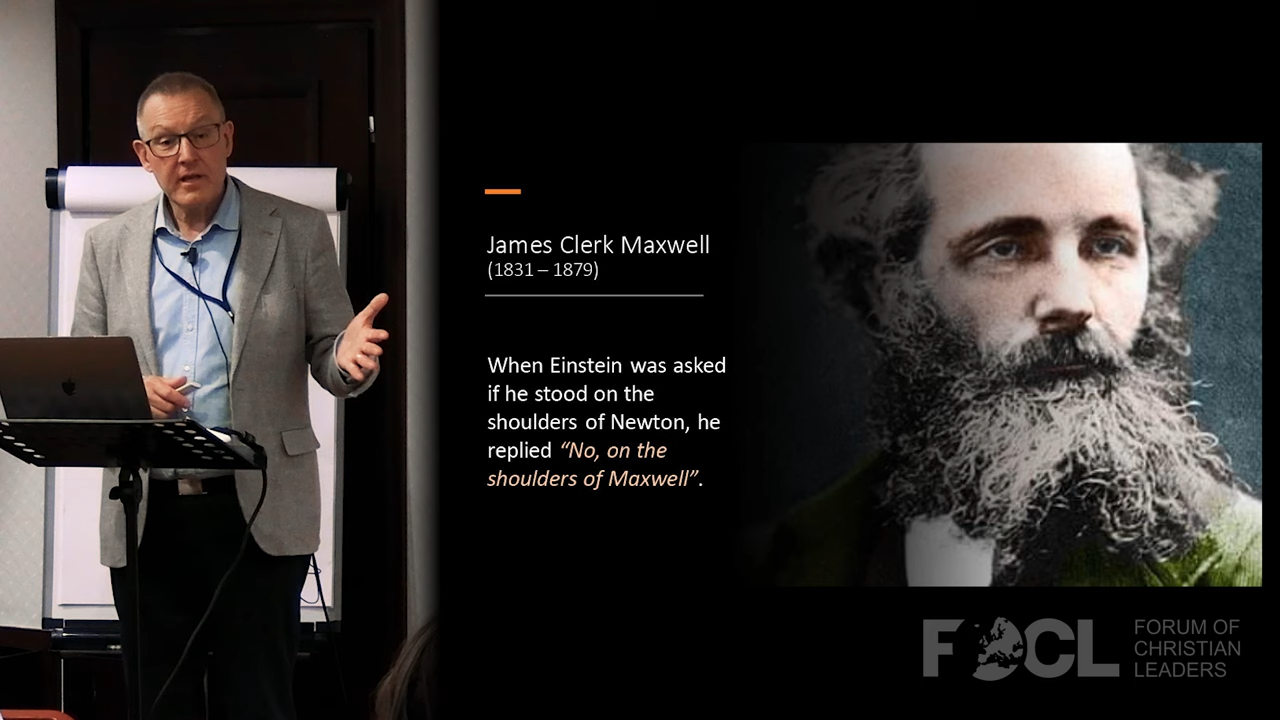 James Clerk Maxwell
(1831 – 1879)
When Einstein was asked
if he stood on the
shoulders of Newton, he
replied “No, on the
shoulders of Maxwell”.
FOCL
FORUM OF
CHRISTIAN
LEADERS